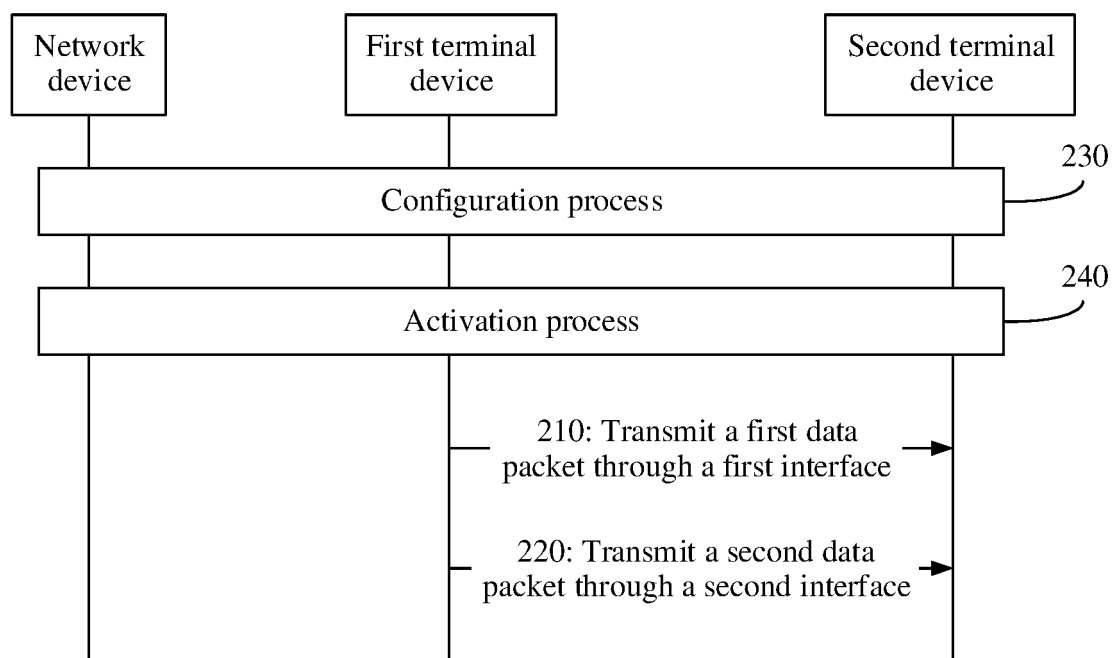 Network
device
First terminal
device
Second terminal
device
230
Configuration process
240
Activation process
210: Transmit a first data
packet through a first interface
220: Transmit a second data
packet through a second interface